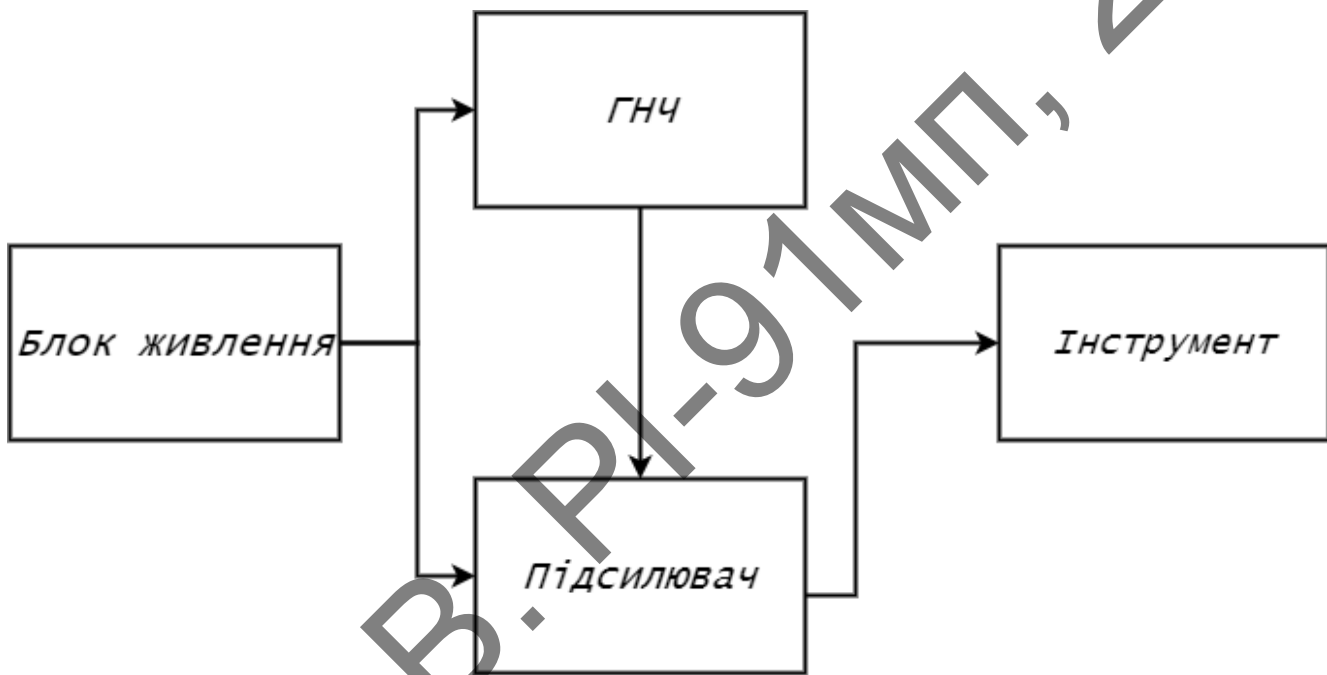 ГНЧ
Блок живлення
Інструмент
Підсилювач
В. РІ-91мп,